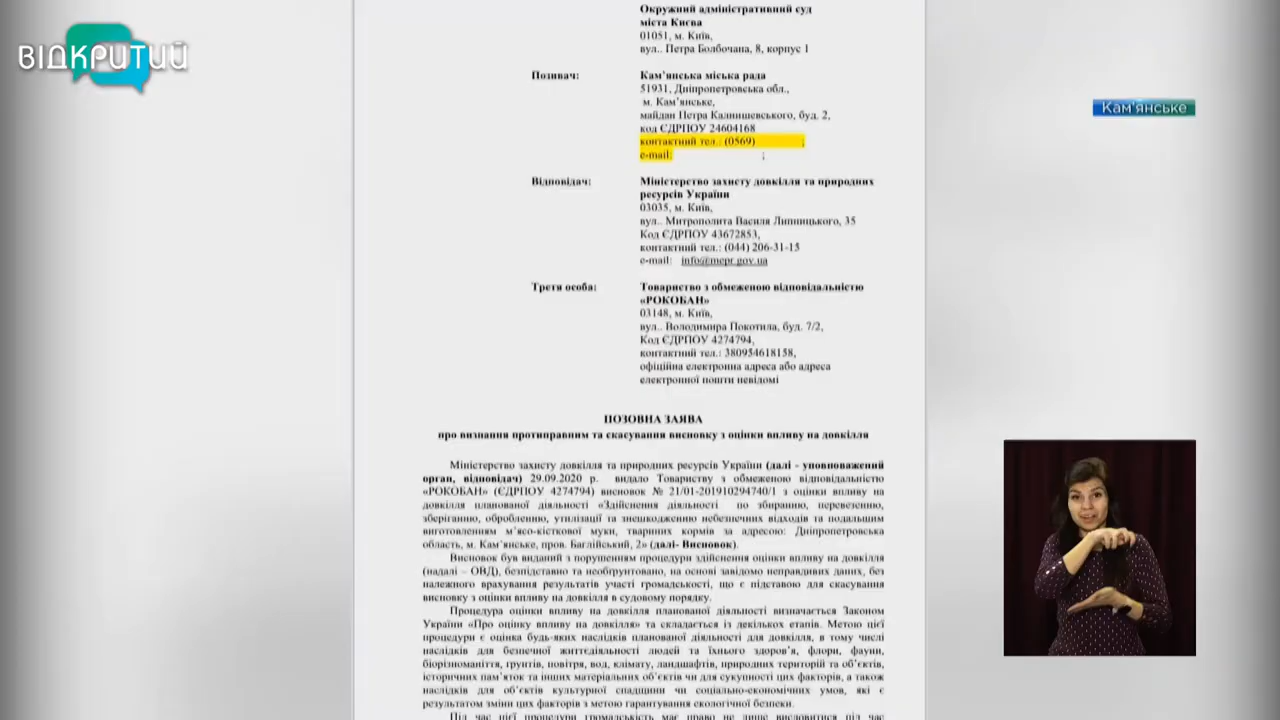 ВІДКРИТИЙ
Кам'янське
Окружний адміністративний суд
міста Києва
01051, м. Київ,
вул.. Петра Болбочана, 8, корпус 1
Позивач:
Кам'янська міська рада
51931, Дніпропетровська обл.,
м. Кам'янське,
майдан Петра Калнишевського, буд. 2,
код ЄДРПОУ 24604168
контактний тел.: (0569) ;
e-mail: ;
Відповідач:
Міністерство захисту довкілля та природних
ресурсів України
03035, м. Київ,
вул.. Митрополита Василя Липницького, 35
Код ЄДРПОУ 43672853,
контактний тел.: (044) 206-31-15
e-mail: info@mepr.gov.ua
Третя особа:
Товариство з обмеженою відповідальністю
«РОКОБАН»
03148, м. Київ,
вул.. Володимира Покотила, буд. 7/2,
Код ЄДРПОУ 4274794,
контактний тел.: 380954618158,
офіційна електронна адреса або адреса
електронної пошти невідомі
ПОЗОВНА ЗАЯВА
про визнання протиправним та скасування висновку з оцінки впливу на довкілля
Міністерство захисту довкілля та природних ресурсів України (далі - уповноважений
орган, відповідач) 29.09.2020 р. видало Товариству з обмеженою відповідальністю
«РОКОБАН» (ЄДРПОУ 4274794) висновок № 21/01-201910294740/1 з оцінки впливу на
довкілля планованої діяльності «Здійснення діяльності по збиранню, перевезенню,
зберіганню, обробленню, утилізації та знешкодженню небезпечних відходів та подальшим
виготовленням м'ясо-кісткової муки, тваринних кормів за адресою: Дніпропетровська
область, м. Кам'янське, пров. Баглійський, 2» (далі- Висновок).
Висновок був виданий з порушенням процедури здійснення оцінки впливу на довкілля
(надалі – ОВД), безпідставно та необґрунтовано, на основі завідомо неправдивих даних, без
належного врахування результатів участі громадськості, що є підставою для скасування
висновку з оцінки впливу на довкілля в судовому порядку.
Процедура оцінки впливу на довкілля планованої діяльності визначається Законом
України «Про оцінку впливу на довкілля» та складається із декількох етапів. Метою цієї
процедури є оцінка будь-яких наслідків планованої діяльності для довкілля, в тому числі
наслідків для безпечної життєдіяльності людей та їхнього здоров'я, флори, фауни,
біорізноманіття, ґрунтів, повітря, вод, клімату, ландшафтів, природних територій та об'єктів,
історичних пам'яток та інших матеріальних об'єктів чи для сукупності цих факторів, а також
наслідків для об'єктів культурної спадщини чи соціально-економічних умов, які є
результатом зміни цих факторів з метою гарантування екологічної безпеки.
Під час цієї процедури громадськість має право не лише висловитися під час